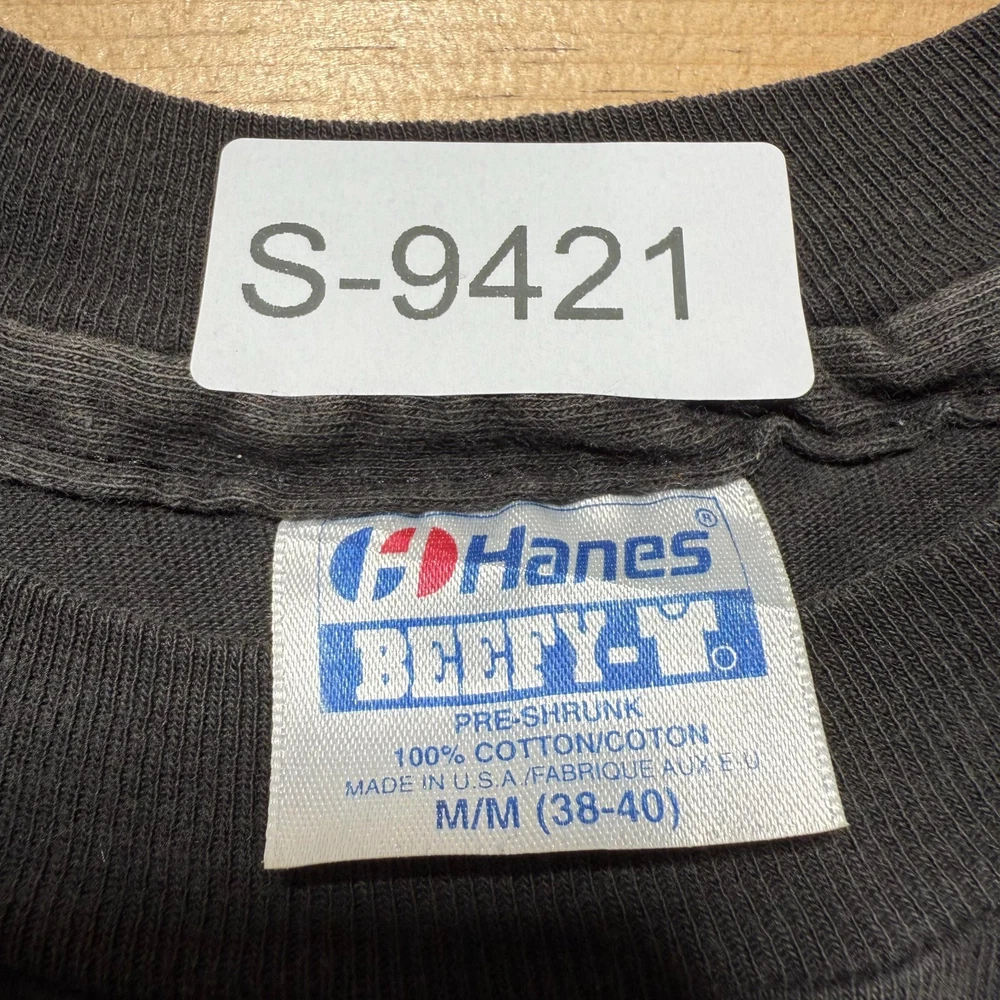 S-9421
Hanes®
BEEFY-T®
PRE-SHRUNK
100% COTTON/COTON
MADE IN U.S.A./FABRIQUE AUX E U
M/M (38-40)